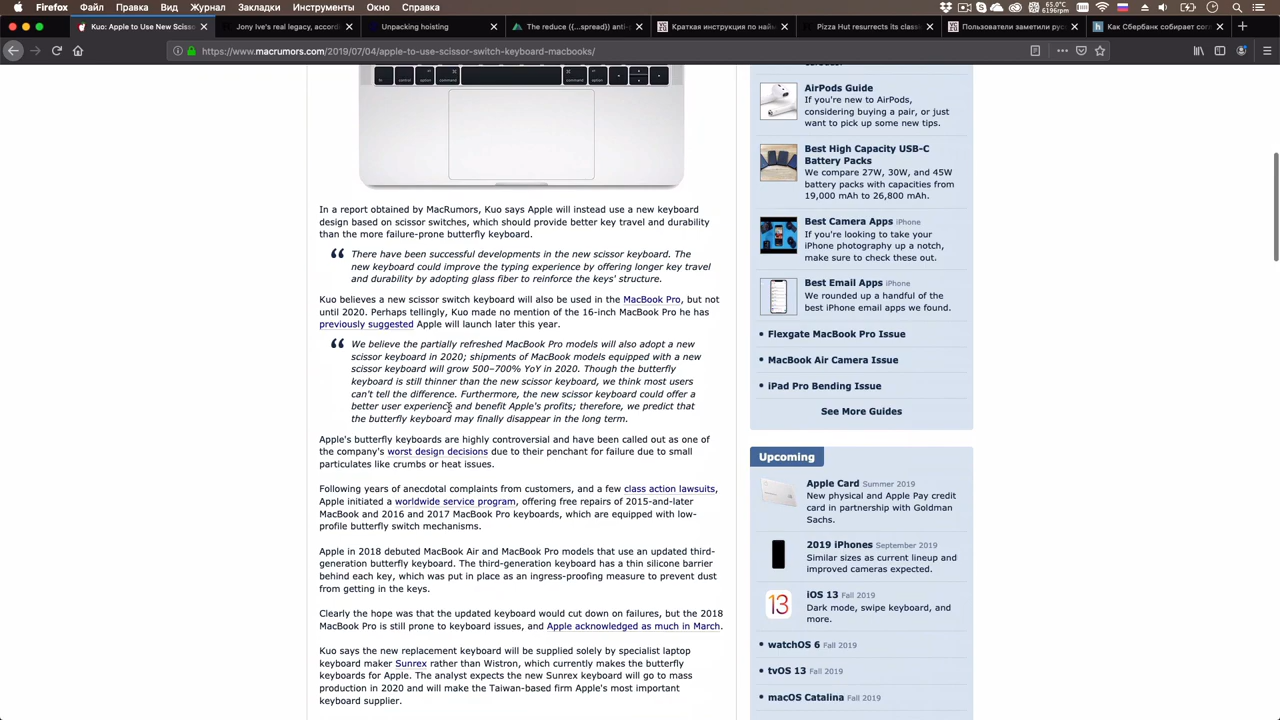 Firefox Файл Правка Вид Журнал Закладки Инструменты Окно Справка
65.0°C
6196rpm
Kuo: Apple to Use New Scisso
Jony Ive's real legacy, accordi
Unpacking hoisting
The reduce ({...spread}) anti-
Краткая инструкция по найм
Pizza Hut resurrects its classic
Пользователи заметили рус
Как Сбербанк собирает сог
https://www.macrumors.com/2019/07/04/apple-to-use-scissor-switch-keyboard-macbooks/
In a report obtained by MacRumors, Kuo says Apple will instead use a new keyboard
design based on scissor switches, which should provide better key travel and durability
than the more failure-prone butterfly keyboard.
There have been successful developments in the new scissor keyboard. The
new keyboard could improve the typing experience by offering longer key travel
and durability by adopting glass fiber to reinforce the keys' structure.
Kuo believes a new scissor switch keyboard will also be used in the MacBook Pro, but not
until 2020. Perhaps tellingly, Kuo made no mention of the 16-inch MacBook Pro he has
previously suggested Apple will launch later this year.
We believe the partially refreshed MacBook Pro models will also adopt a new
scissor keyboard in 2020; shipments of MacBook models equipped with a new
scissor keyboard will grow 500–700% YoY in 2020. Though the butterfly
keyboard is still thinner than the new scissor keyboard, we think most users
can't tell the difference. Furthermore, the new scissor keyboard could offer a
better user experience and benefit Apple's profits; therefore, we predict that
the butterfly keyboard may finally disappear in the long term.
Apple's butterfly keyboards are highly controversial and have been called out as one of
the company's worst design decisions due to their penchant for failure due to small
particulates like crumbs or heat issues.
Following years of anecdotal complaints from customers, and a few class action lawsuits,
Apple initiated a worldwide service program, offering free repairs of 2015-and-later
MacBook and 2016 and 2017 MacBook Pro keyboards, which are equipped with low-
profile butterfly switch mechanisms.
Apple in 2018 debuted MacBook Air and MacBook Pro models that use an updated third-
generation butterfly keyboard. The third-generation keyboard has a thin silicone barrier
behind each key, which was put in place as an ingress-proofing measure to prevent dust
from getting in the keys.
Clearly the hope was that the updated keyboard would cut down on failures, but the 2018
MacBook Pro is still prone to keyboard issues, and Apple acknowledged as much in March.
Kuo says the new replacement keyboard will be supplied solely by specialist laptop
keyboard maker Sunrex rather than Wistron, which currently makes the butterfly
keyboards for Apple. The analyst expects the new Sunrex keyboard will go to mass
production in 2020 and will make the Taiwan-based firm Apple's most important
keyboard supplier.
AirPods Guide
If you're new to AirPods,
considering buying a pair, or just
want to pick up some new tips.
Best High Capacity USB-C
Battery Packs
We compare 27W, 30W, and 45W
battery packs with capacities from
19,000 mAh to 26,800 mAh.
Best Camera Apps iPhone
If you're looking to take your
iPhone photography up a notch,
make sure to check these out.
Best Email Apps iPhone
We rounded up a handful of the
best iPhone email apps we found.
Flexgate MacBook Pro Issue
MacBook Air Camera Issue
iPad Pro Bending Issue
See More Guides
Upcoming
Apple Card Summer 2019
New physical and Apple Pay credit
card in partnership with Goldman
Sachs.
2019 iPhones September 2019
Similar sizes as current lineup and
improved cameras expected.
13
iOS 13 Fall 2019
Dark mode, swipe keyboard, and
more.
watchOS 6 Fall 2019
tvOS 13 Fall 2019
macOS Catalina Fall 2019